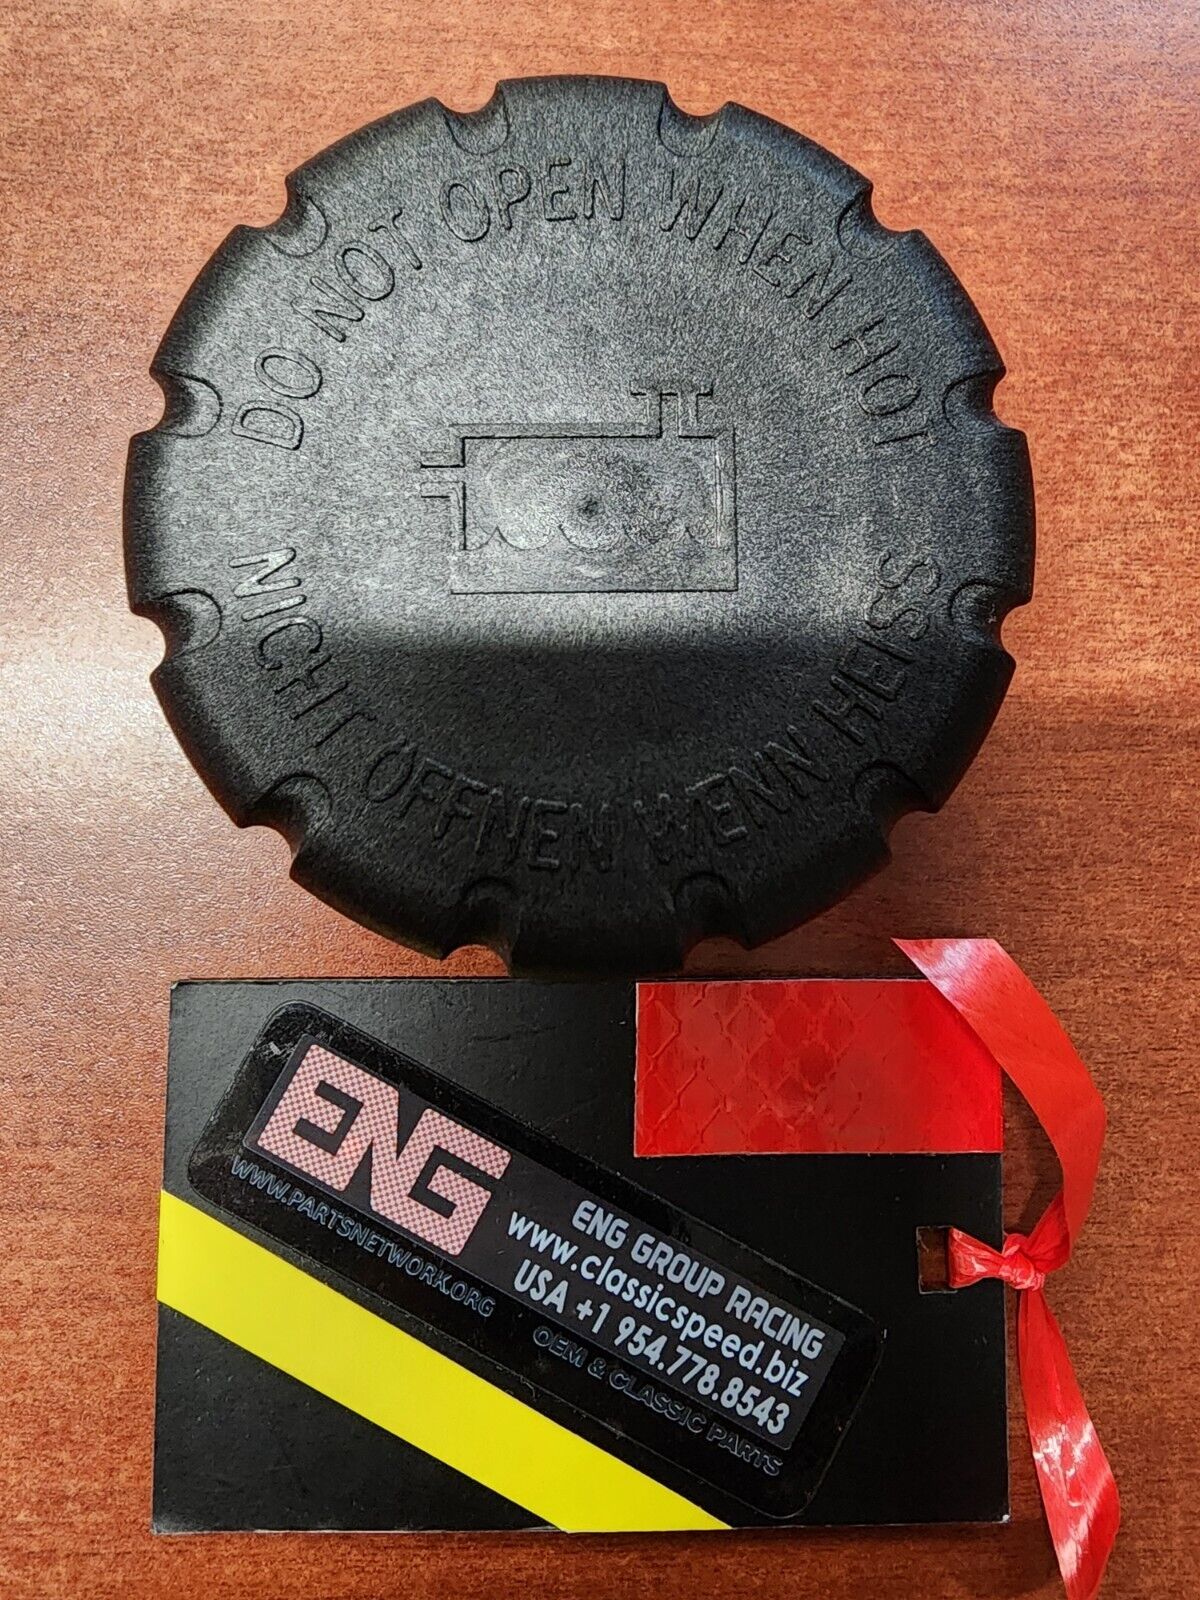 DO NOT OPEN WHEN HOT
NICHT ÖFFNEN WENN HEISS
ENG
WWW.PARTSNETWORK.ORG
ENG GROUP RACING
www.classicspeed.biz
USA +1 954.778.8543
OEM & CLASSIC PARTS